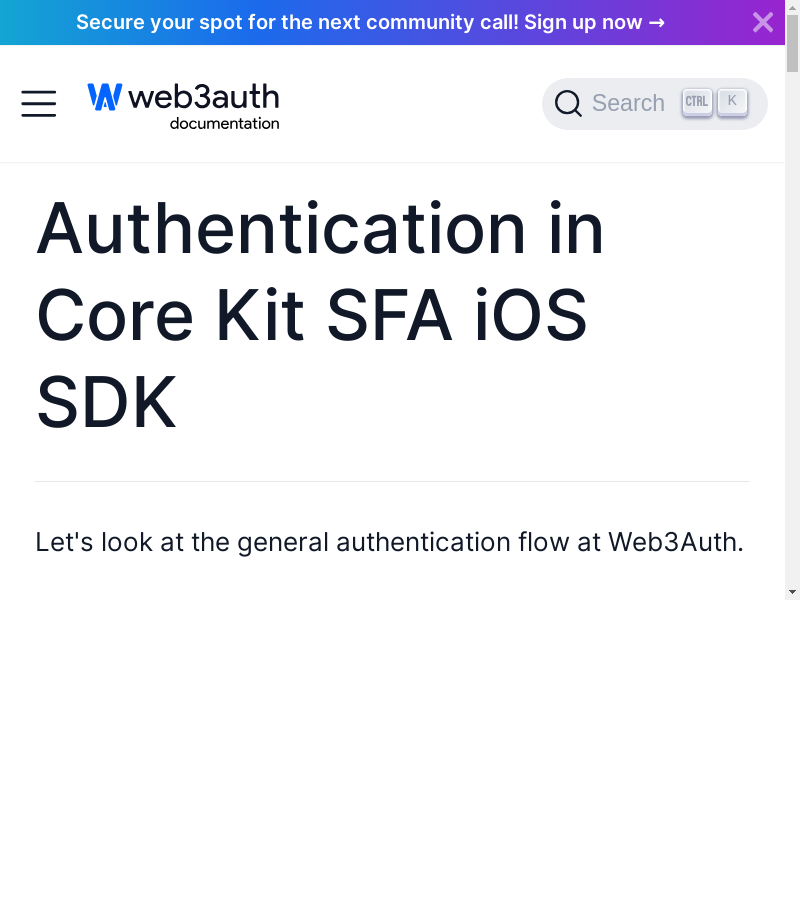 Secure your spot for the next community call! Sign up now →
web3auth
documentation
Search
CTRL
K
Authentication in
Core Kit SFA iOS
SDK
Let's look at the general authentication flow at Web3Auth.